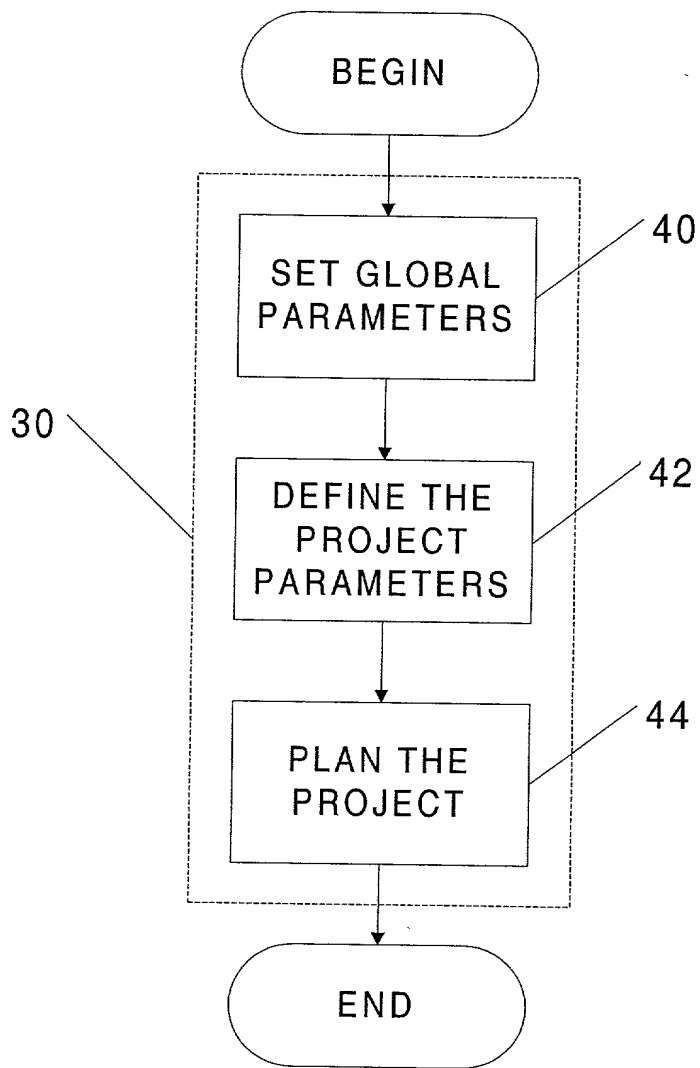 BEGIN
40
SET GLOBAL
PARAMETERS
30
42
DEFINE THE
PROJECT
PARAMETERS
44
PLAN THE
PROJECT
END